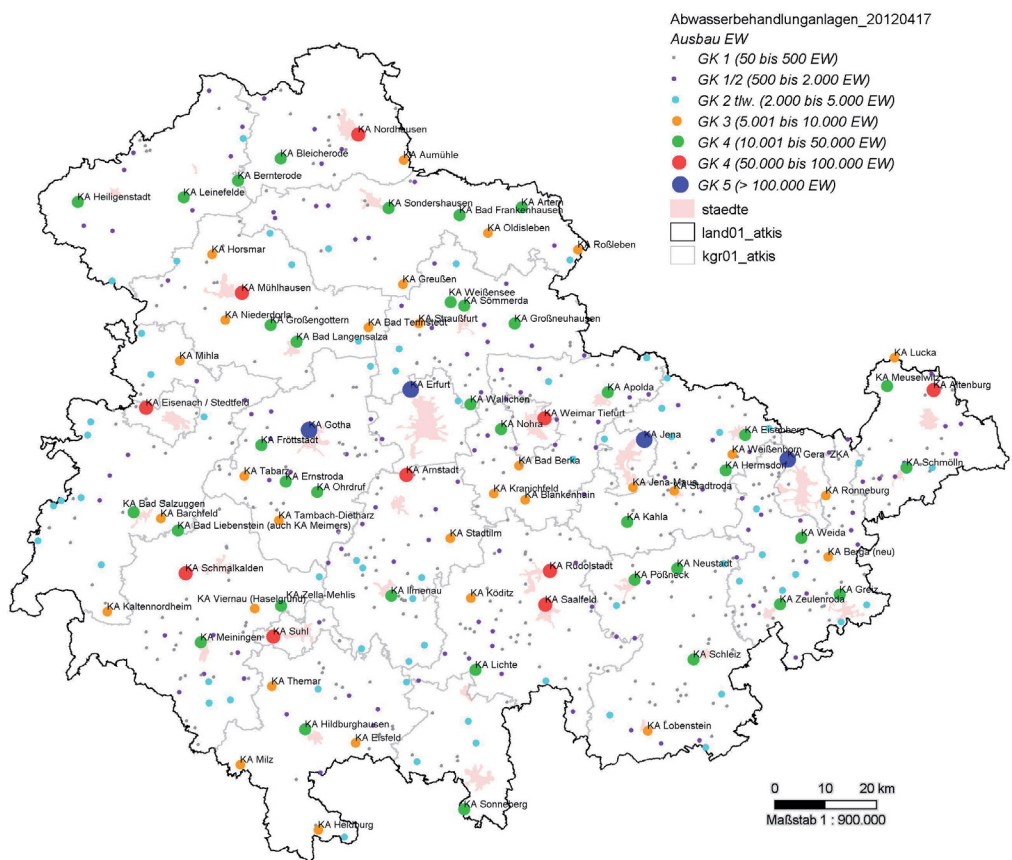 Abwasserbehandlunganlagen_20120417
Ausbau EW
GK 1 (50 bis 500 EW)
GK 1/2 (500 bis 2.000 EW)
GK 2 tlw. (2.000 bis 5.000 EW)
GK 3 (5.001 bis 10.000 EW)
GK 4 (10.001 bis 50.000 EW)
GK 4 (50.000 bis 100.000 EW)
GK 5 (> 100.000 EW)
staedte
land01_atkis
kgr01_atkis
KA Nordhausen
KA Bleicherode
KA Aumühle
KA Bernterode
KA Heiligenstadt
KA Leinefelde
KA Sondershausen
KA Bad Frankenhausen
KA Artern
KA Oldisleben
KA Roßleben
KA Horsmar
KA Greußen
KA Mühlhausen
KA Weißensee
KA Sömmerda
KA Niederdorla
KA Großengottern
KA Bad Tennstedt
KA Straußfurt
KA Großneuhausen
KA Bad Langensalza
KA Mihla
KA Lucka
KA Meuselwitz
KA Altenburg
KA Erfurt
KA Apolda
KA Eisenach / Stedtfeld
KA Wallichen
KA Weimar Tiefurt
KA Gotha
KA Nohra
KA Jena
KA Eisenberg
KA Fröttstädt
KA Weißenborn
KA Gera ZKA
KA Bad Berka
KA Hermsdorf
KA Schmölln
KA Tabarz
KA Ernstroda
KA Ohrdruf
KA Arnstadt
KA Kranichfeld
KA Blankenhain
KA Jena-Maua
KA Stadtroda
KA Ronneburg
KA Bad Salzungen
KA Barchfeld
KA Tambach-Dietharz
KA Bad Liebenstein (auch KA Meimers)
KA Kahla
KA Stadtilm
KA Weida
KA Berga (neu)
KA Schmalkalden
KA Rudolstadt
KA Neustadt
KA Pößneck
KA Kaltennordheim
KA Viernau (Haselgrund)
KA Zella-Mehlis
KA Ilmenau
KA Köditz
KA Saalfeld
KA Zeulenroda
KA Greiz
KA Meiningen
KA Suhl
KA Schleiz
KA Lichte
KA Themar
KA Hildburghausen
KA Eisfeld
KA Lobenstein
KA Milz
KA Sonneberg
KA Heldburg
0 10 20 km
Maßstab 1 : 900.000